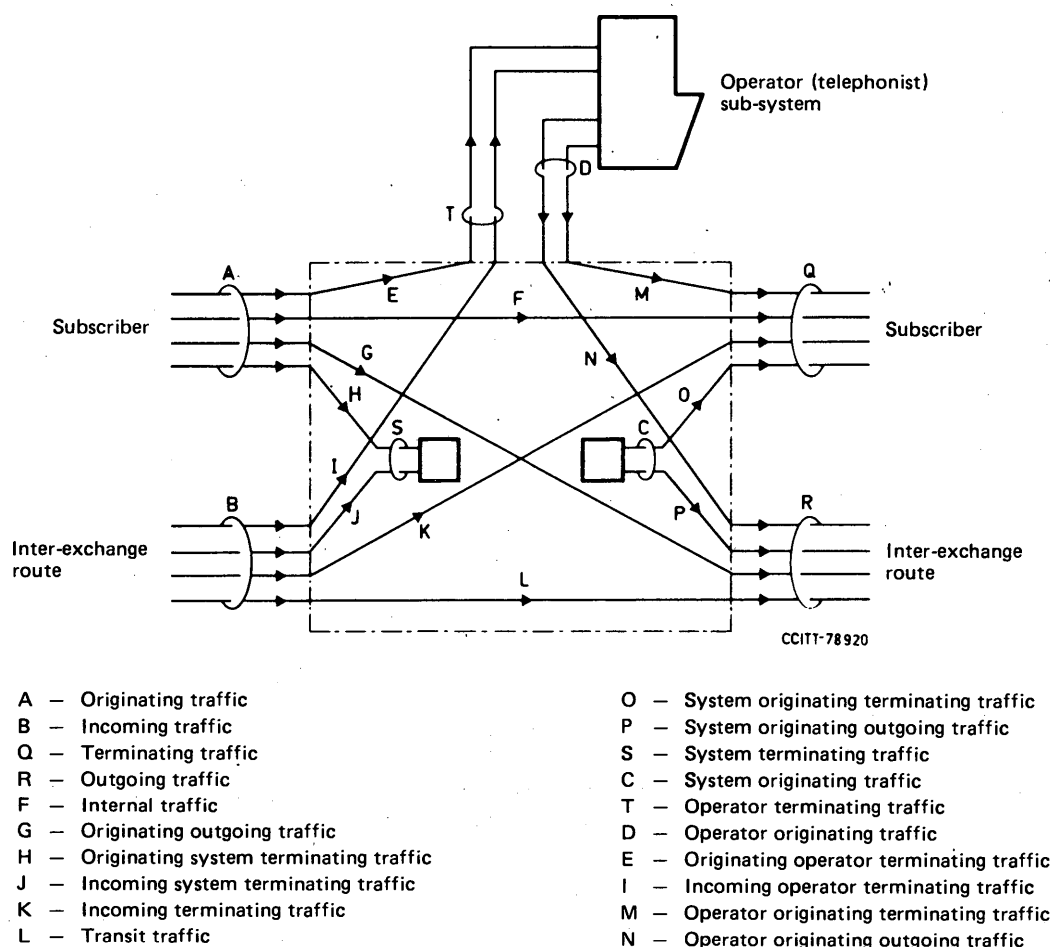 Operator (telephonist)
sub-system
D
T
A
Q
E
F
M
Subscriber
Subscriber
G
N
H
O
S
C
I
J
P
B
R
K
Inter-exchange
route
Inter-exchange
route
L
CCITT-78920
A — Originating traffic
B — Incoming traffic
Q — Terminating traffic
R — Outgoing traffic
F — Internal traffic
G — Originating outgoing traffic
H — Originating system terminating traffic
J — Incoming system terminating traffic
K — Incoming terminating traffic
L — Transit traffic
O — System originating terminating traffic
P — System originating outgoing traffic
S — System terminating traffic
C — System originating traffic
T — Operator terminating traffic
D — Operator originating traffic
E — Originating operator terminating traffic
I — Incoming operator terminating traffic
M — Operator originating terminating traffic
N — Operator originating outgoing traffic